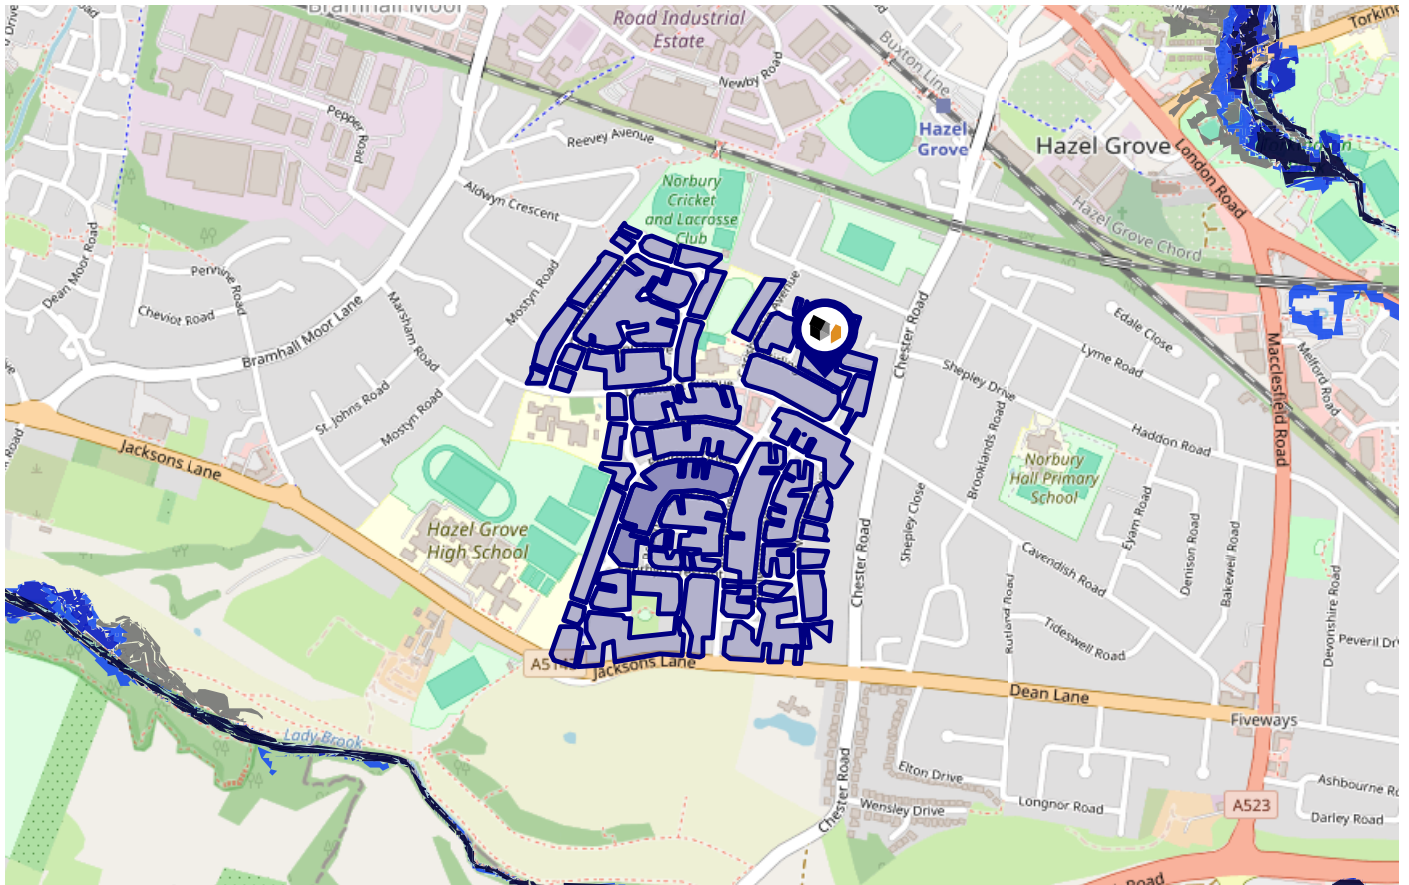 Bramhall Moor
Road Industrial
Estate
Newby Road
Buxton Line
Pepper Road
Reevey Avenue
Hazel
Grove
Hazel Grove
London Road
Norbury
Cricket
and Lacrosse
Club
Aldwyn Crescent
Hazel Grove Chord
Dean Moor Road
Pennine Road
Cheviot Road
Mostyn Road
Marsham Road
Bramhall Moor Lane
Chester Road
Edale Close
Lyme Road
Melford Road
Macclesfield Road
Shepley Drive
St. Johns Road
Mostyn Road
Brooklands Road
Haddon Road
Jacksons Lane
Norbury
Hall Primary
School
Hazel Grove
High School
Shepley Close
Chester Road
Eyam Road
Denison Road
Bakewell Road
Cavendish Road
Devonshire Road
Rutland Road
Tideswell Road
Peveril
Jacksons Lane
Dean Lane
Fiveways
Lady Brook
Chester Road
Elton Drive
Wensley Drive
Longnor Road
A523
Ashbourne
Darley Road
Road